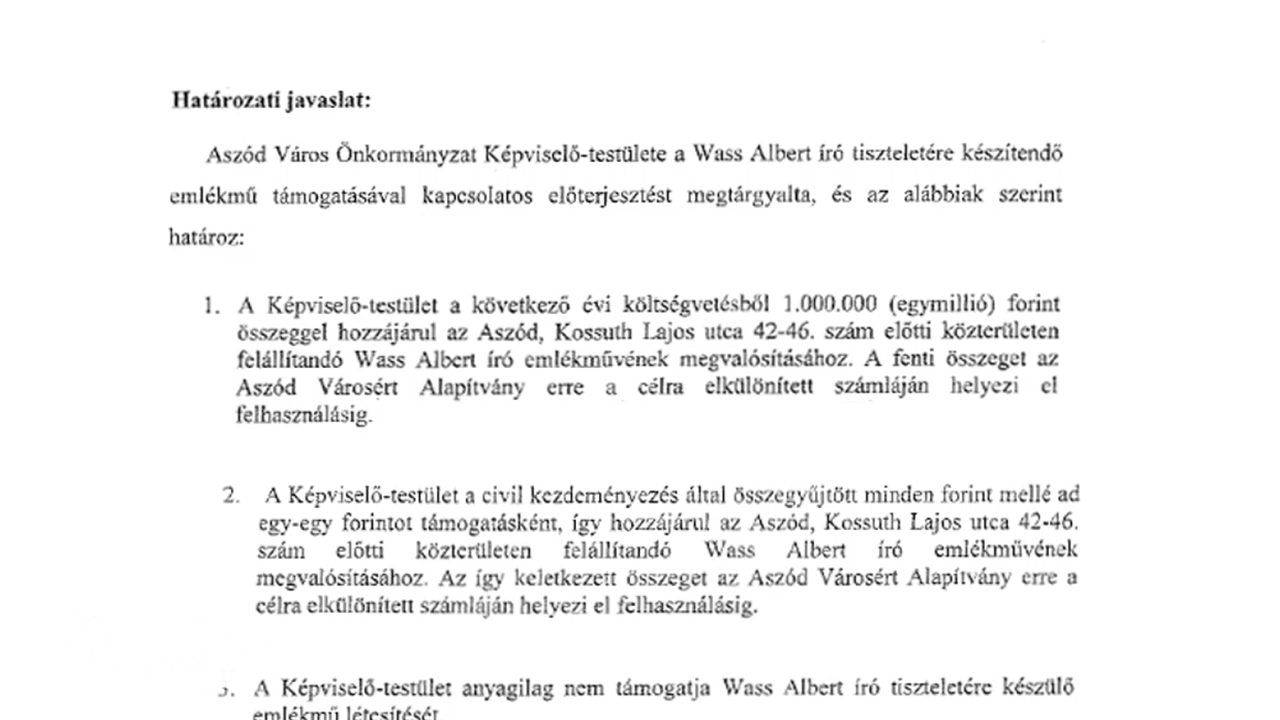 Határozati javaslat:
Aszód Város Önkormányzat Képviselő-testülete a Wass Albert író tiszteletére készítendő
emlékmű támogatásával kapcsolatos előterjesztést megtárgyalta, és az alábbiak szerint
határoz:
1. A Képviselő-testület a következő évi költségvetésből 1.000.000 (egymillió) forint
összeggel hozzájárul az Aszód, Kossuth Lajos utca 42-46. szám előtti közterületen
felállítandó Wass Albert író emlékművének megvalósításához. A fenti összeget az
Aszód Városért Alapítvány erre a célra elkülönített számláján helyezi el
felhasználásig.
2. A Képviselő-testület a civil kezdeményezés által összegyűjtött minden forint mellé ad
egy-egy forintot támogatásként, így hozzájárul az Aszód, Kossuth Lajos utca 42-46.
szám előtti közterületen felállítandó Wass Albert író emlékművének
megvalósításához. Az így keletkezett összeget az Aszód Városért Alapítvány erre a
célra elkülönített számláján helyezi el felhasználásig.
3. A Képviselő-testület anyagilag nem támogatja Wass Albert író tiszteletére készülő
emlékmű létesítését